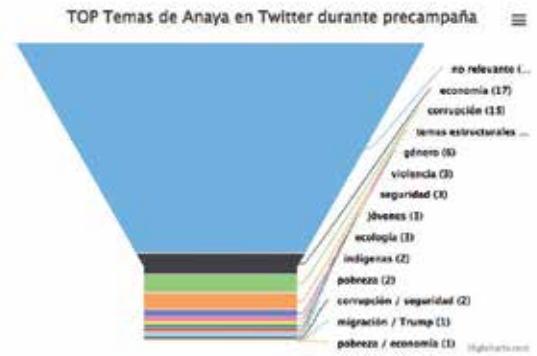 TOP Temas de Anaya en Twitter durante precampaña
no relevante (...
economía (17)
corrupción (15)
temas estructurales ...
género (6)
violencia (3)
seguridad (3)
jóvenes (3)
ecología (3)
indígenas (2)
pobreza (2)
corrupción / seguridad (2)
migración / Trump (1)
pobreza / economía (1)
Highcharts.com